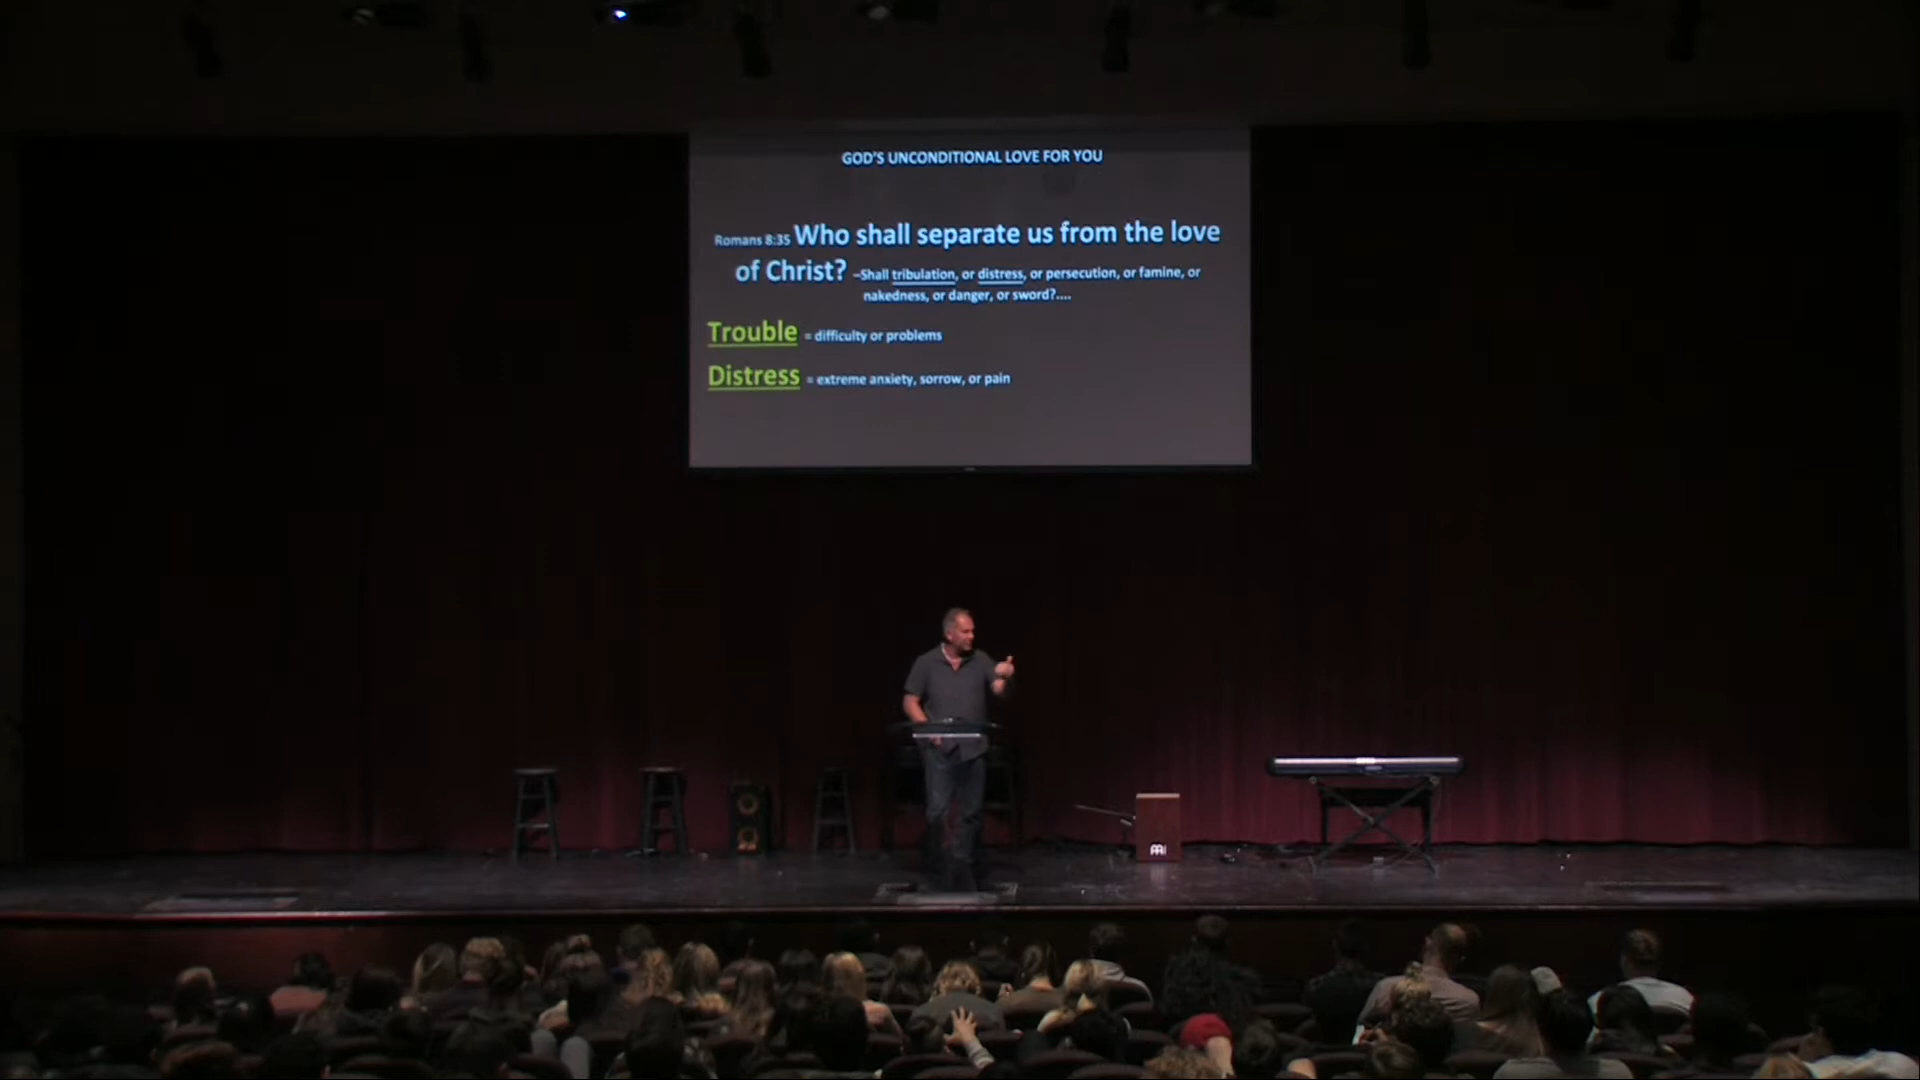 GOD'S UNCONDITIONAL LOVE FOR YOU
Romans 8:35 Who shall separate us from the love
of Christ? –Shall tribulation, or distress, or persecution, or famine, or
nakedness, or danger, or sword?....
Trouble = difficulty or problems
Distress = extreme anxiety, sorrow, or pain